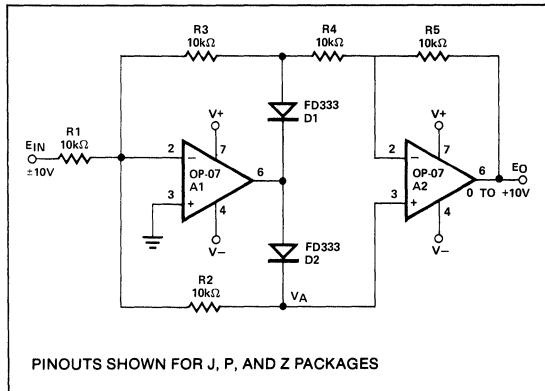 R3
10kΩ
R4
10kΩ
R5
10kΩ
FD333
D1
V+
V+
EIN
R1
10kΩ
±10V
2
−
7
OP-07
A1
6
3
+
4
V−
2
−
7
OP-07
A2
6
EO
0 TO +10V
3
+
4
V−
FD333
D2
R2
10kΩ
VA
PINOUTS SHOWN FOR J, P, AND Z PACKAGES